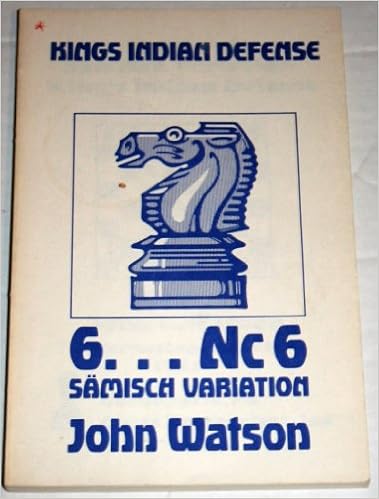 KINGS INDIAN DEFENSE
6. . . NC 6
SÄMISCH VARIATION
John Watson